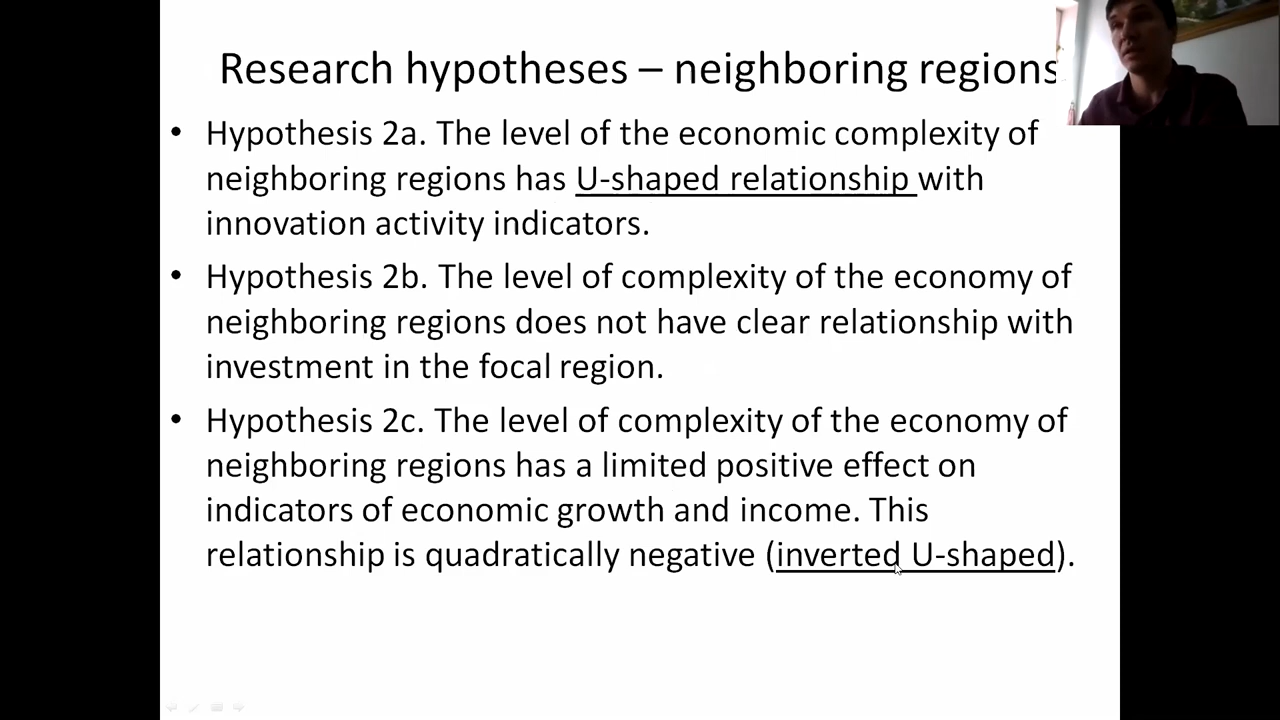 Research hypotheses – neighboring regions
• Hypothesis 2a. The level of the economic complexity of
neighboring regions has U-shaped relationship with
innovation activity indicators.
• Hypothesis 2b. The level of complexity of the economy of
neighboring regions does not have clear relationship with
investment in the focal region.
• Hypothesis 2c. The level of complexity of the economy of
neighboring regions has a limited positive effect on
indicators of economic growth and income. This
relationship is quadratically negative (inverted U-shaped).